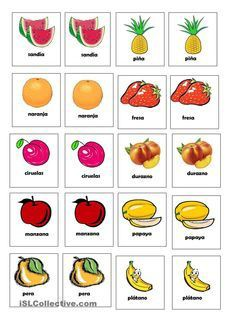 sandia sandia piña piña
naranja naranja fresa fresa
ciruelas ciruelas durazno durazno
manzana manzana papaya papaya
pera pera plátano plátano
iSLCollective.com